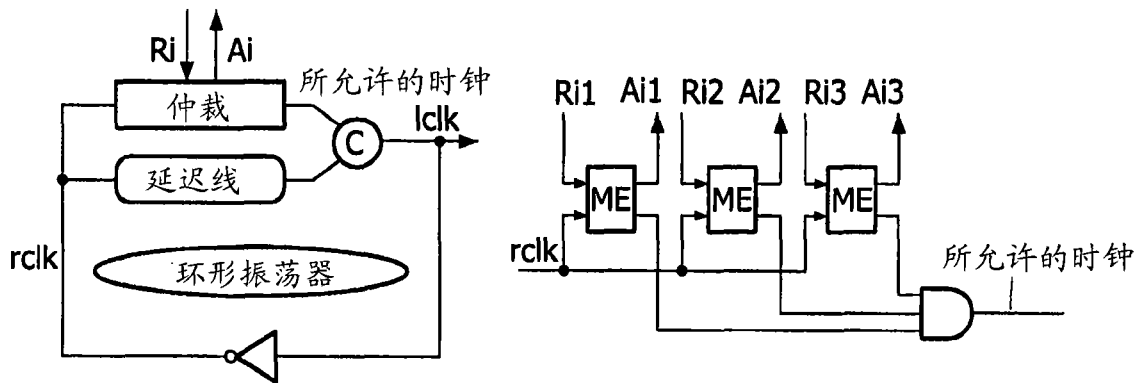 Ri
Ai
仲裁
所允许的时钟
lclk
C
延迟线
rclk
环形振荡器
Ri1 Ai1 Ri2 Ai2 Ri3 Ai3
ME ME ME
rclk
所允许的时钟